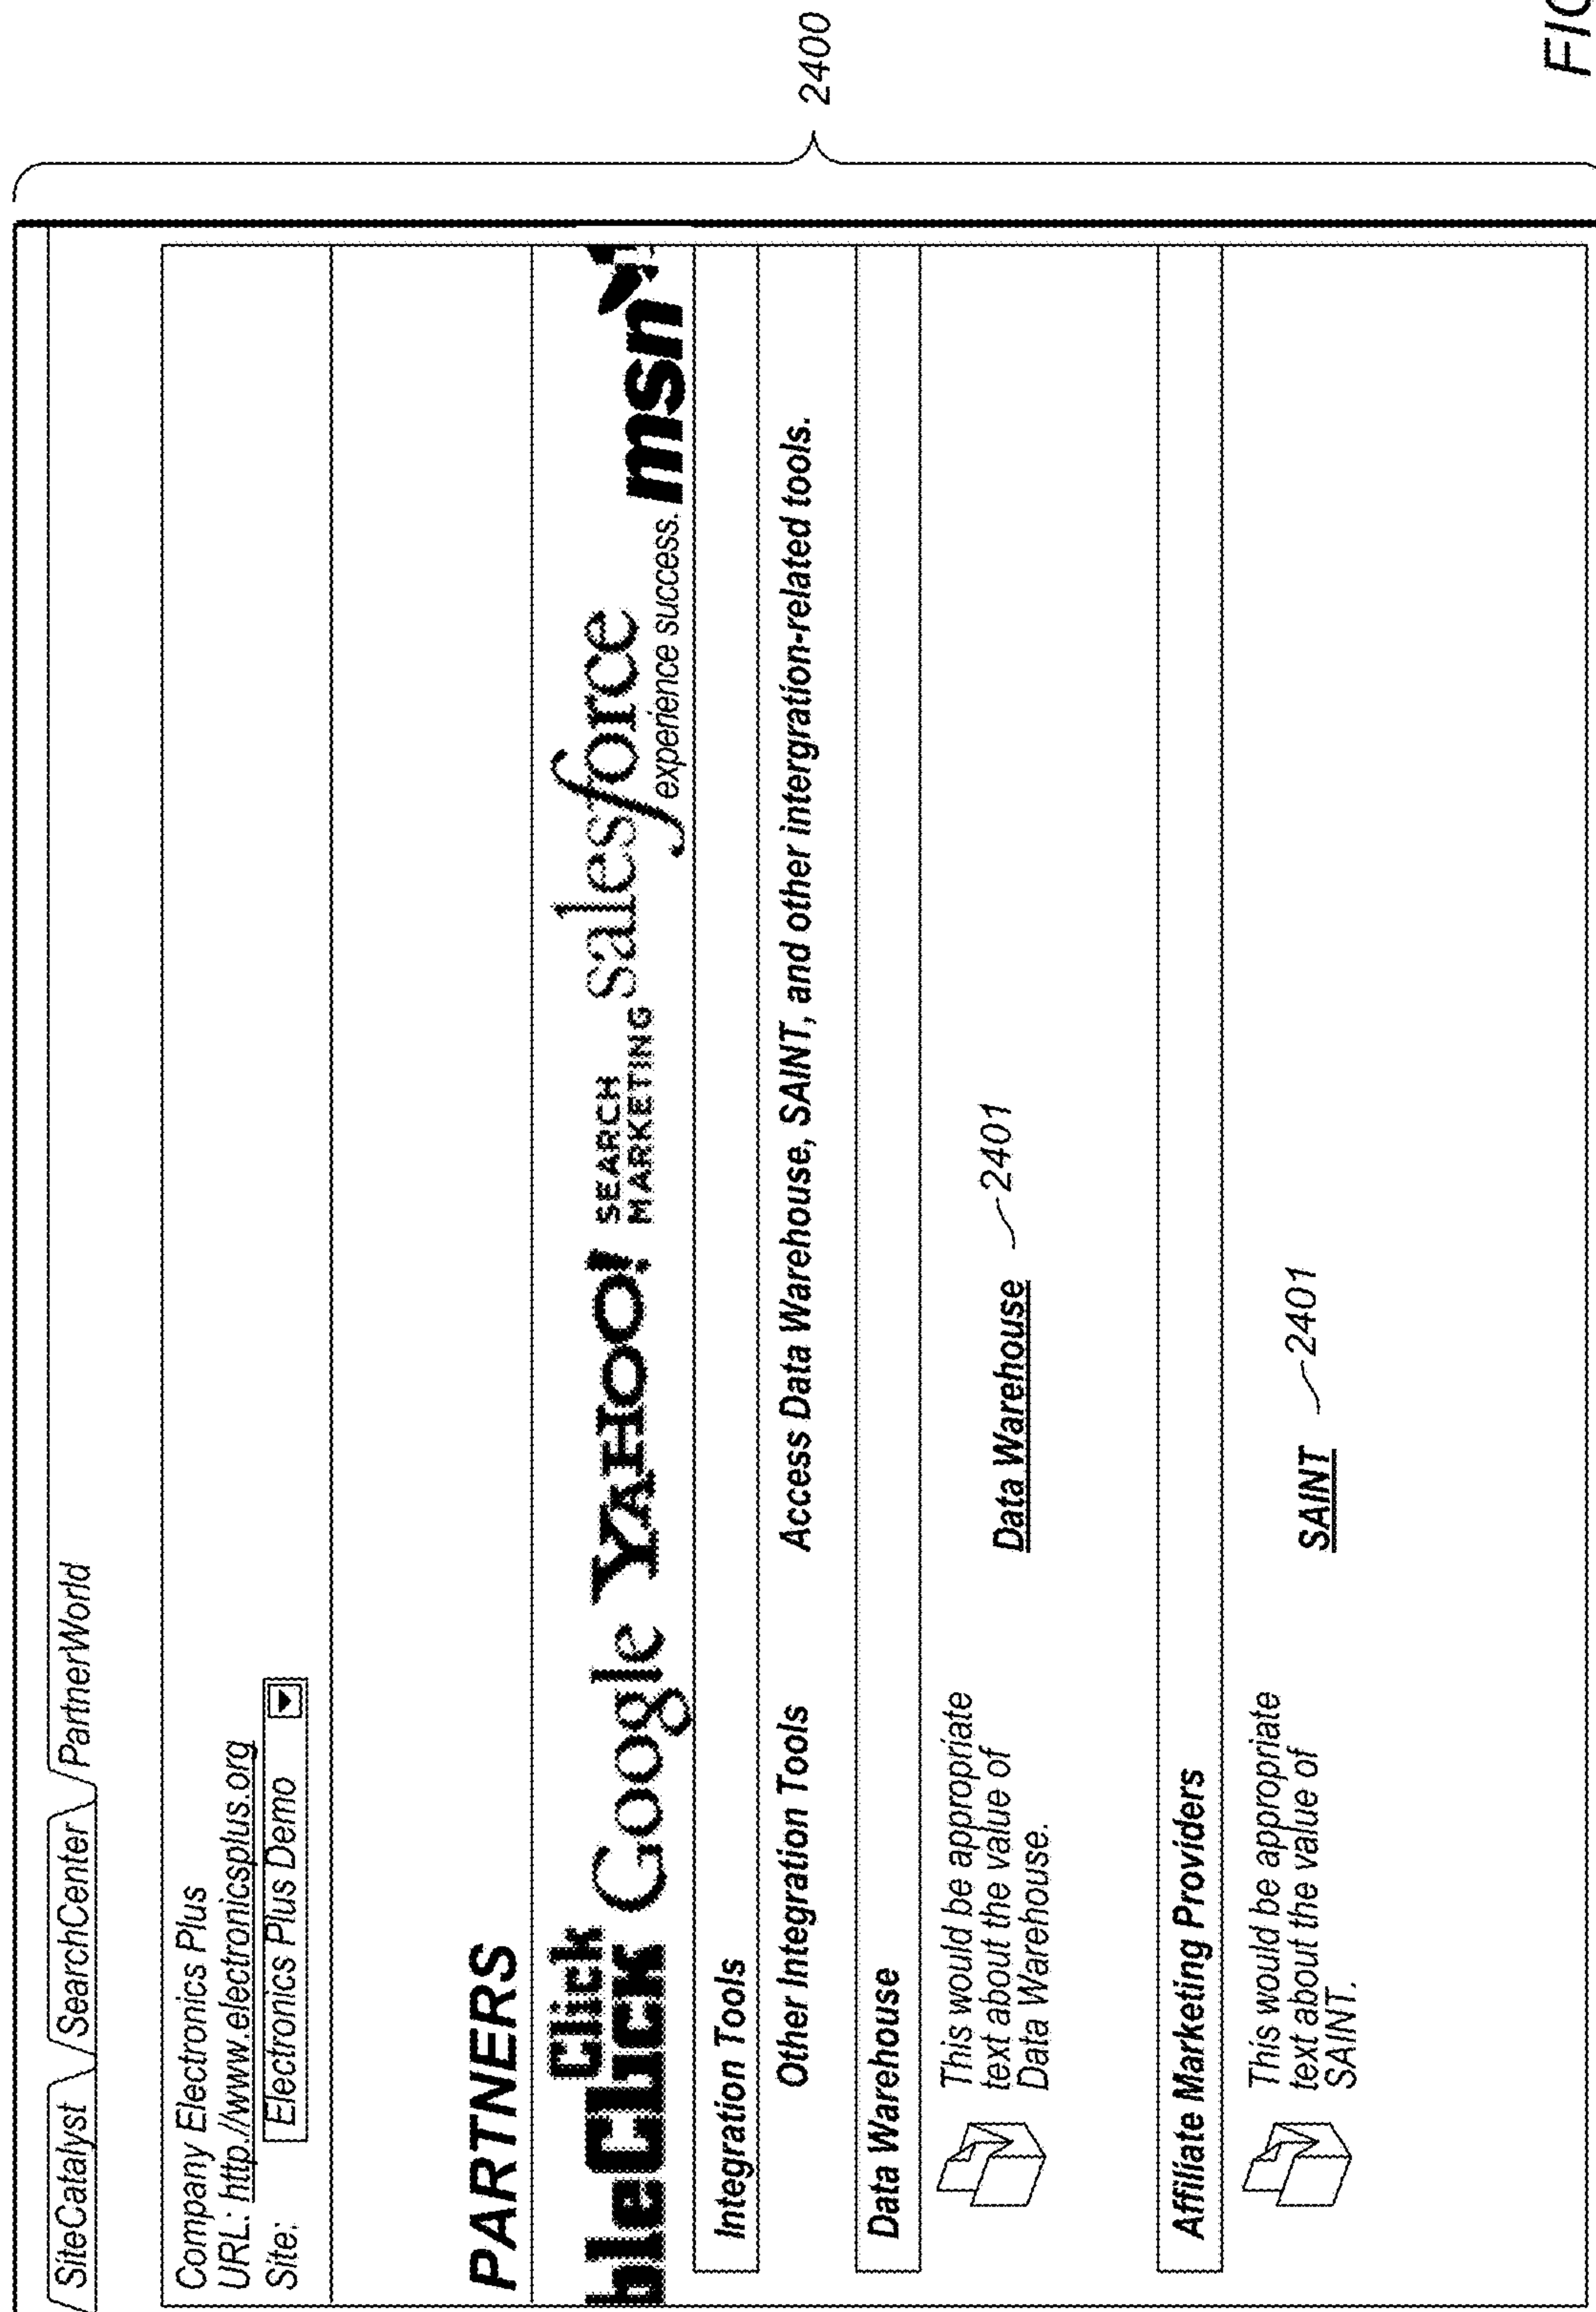 SiteCatalyst SearchCenter PartnerWorld
Company Electronics Plus
URL: http://www.electronicsplus.org
Site: Electronics Plus Demo
PARTNERS
bleClick Click Google YAHOO! SEARCH MARKETING salesforce experience success. msn
Integration Tools
Other Integration Tools Access Data Warehouse, SAINT, and other intergration-related tools.
Data Warehouse
This would be appropriate
text about the value of
Data Warehouse.
Data Warehouse 2401
Affiliate Marketing Providers
This would be appropriate
text about the value of
SAINT.
SAINT 2401
2400
FIG